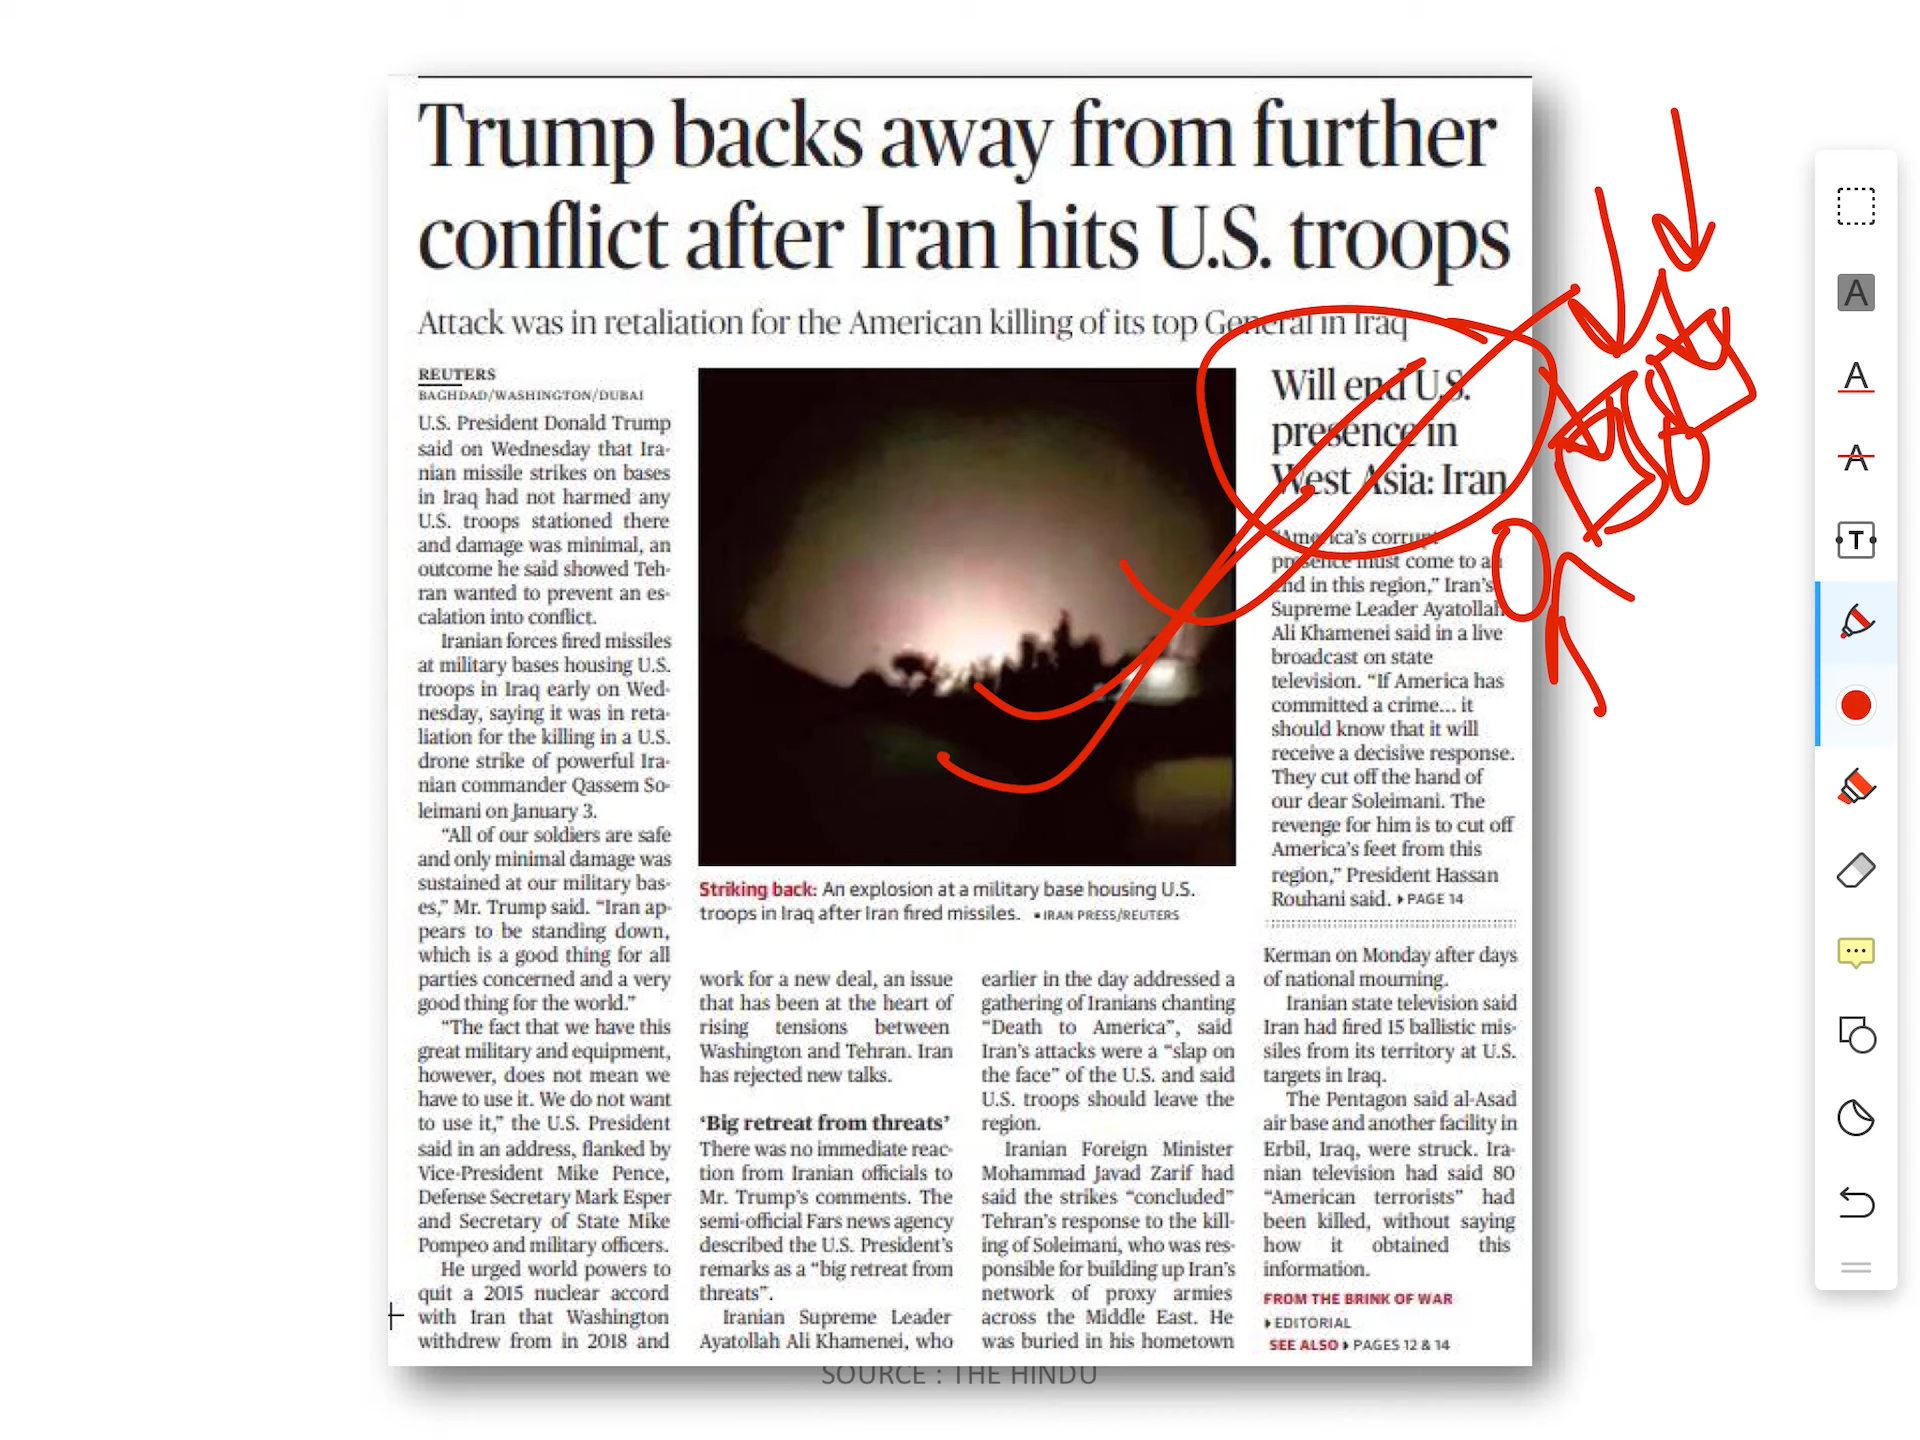 Trump backs away from further
conflict after Iran hits U.S. troops
Attack was in retaliation for the American killing of its top General in Iraq
REUTERS
BAGHDAD/WASHINGTON/DUBAI
U.S. President Donald Trump
said on Wednesday that Ira-
nian missile strikes on bases
in Iraq had not harmed any
U.S. troops stationed there
and damage was minimal, an
outcome he said showed Teh-
ran wanted to prevent an es-
calation into conflict.
Iranian forces fired missiles
at military bases housing U.S.
troops in Iraq early on Wed-
nesday, saying it was in reta-
liation for the killing in a U.S.
drone strike of powerful Ira-
nian commander Qassem So-
leimani on January 3.
“All of our soldiers are safe
and only minimal damage was
sustained at our military bas-
es,” Mr. Trump said. “Iran ap-
pears to be standing down,
which is a good thing for all
parties concerned and a very
good thing for the world.”
“The fact that we have this
great military and equipment,
however, does not mean we
have to use it. We do not want
to use it,” the U.S. President
said in an address, flanked by
Vice-President Mike Pence,
Defense Secretary Mark Esper
and Secretary of State Mike
Pompeo and military officers.
He urged world powers to
quit a 2015 nuclear accord
with Iran that Washington
withdrew from in 2018 and
Striking back: An explosion at a military base housing U.S.
troops in Iraq after Iran fired missiles. ▪ IRAN PRESS/REUTERS
work for a new deal, an issue
that has been at the heart of
rising tensions between
Washington and Tehran. Iran
has rejected new talks.
‘Big retreat from threats’
There was no immediate reac-
tion from Iranian officials to
Mr. Trump’s comments. The
semi-official Fars news agency
described the U.S. President’s
remarks as a “big retreat from
threats”.
Iranian Supreme Leader
Ayatollah Ali Khamenei, who
earlier in the day addressed a
gathering of Iranians chanting
“Death to America”, said
Iran’s attacks were a “slap on
the face” of the U.S. and said
U.S. troops should leave the
region.
Iranian Foreign Minister
Mohammad Javad Zarif had
said the strikes “concluded”
Tehran’s response to the kill-
ing of Soleimani, who was res-
ponsible for building up Iran’s
network of proxy armies
across the Middle East. He
was buried in his hometown
Will end U.S.
presence in
West Asia: Iran
“America’s corrupt
presence must come to an
end in this region,” Iran’s
Supreme Leader Ayatollah
Ali Khamenei said in a live
broadcast on state
television. “If America has
committed a crime... it
should know that it will
receive a decisive response.
They cut off the hand of
our dear Soleimani. The
revenge for him is to cut off
America’s feet from this
region,” President Hassan
Rouhani said. PAGE 14
Kerman on Monday after days
of national mourning.
Iranian state television said
Iran had fired 15 ballistic mis-
siles from its territory at U.S.
targets in Iraq.
The Pentagon said al-Asad
air base and another facility in
Erbil, Iraq, were struck. Ira-
nian television had said 80
“American terrorists” had
been killed, without saying
how it obtained this
information.
FROM THE BRINK OF WAR
EDITORIAL
SEE ALSO PAGES 12 & 14
SOURCE : THE HINDU
A
A
A
T